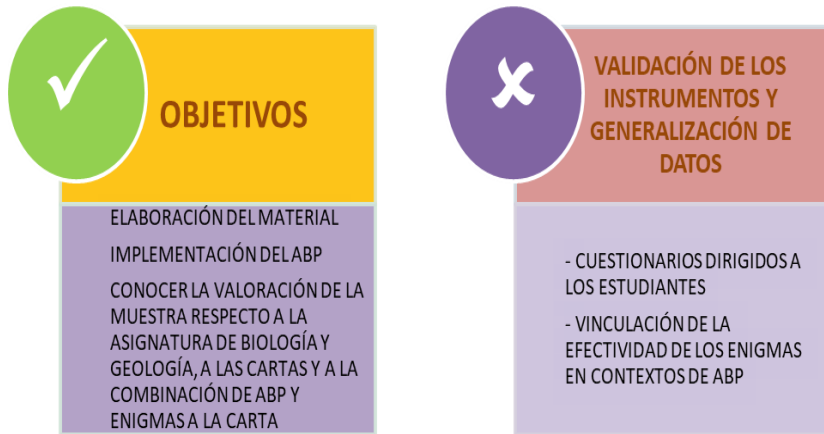 OBJETIVOS
ELABORACIÓN DEL MATERIAL
IMPLEMENTACIÓN DEL ABP
CONOCER LA VALORACIÓN DE LA
MUESTRA RESPECTO A LA
ASIGNATURA DE BIOLOGÍA Y
GEOLOGÍA, A LAS CARTAS Y A LA
COMBINACIÓN DE ABP Y
ENIGMAS A LA CARTA
VALIDACIÓN DE LOS
INSTRUMENTOS Y
GENERALIZACIÓN DE
DATOS
- CUESTIONARIOS DIRIGIDOS A
LOS ESTUDIANTES
- VINCULACIÓN DE LA
EFECTIVIDAD DE LOS ENIGMAS
EN CONTEXTOS DE ABP